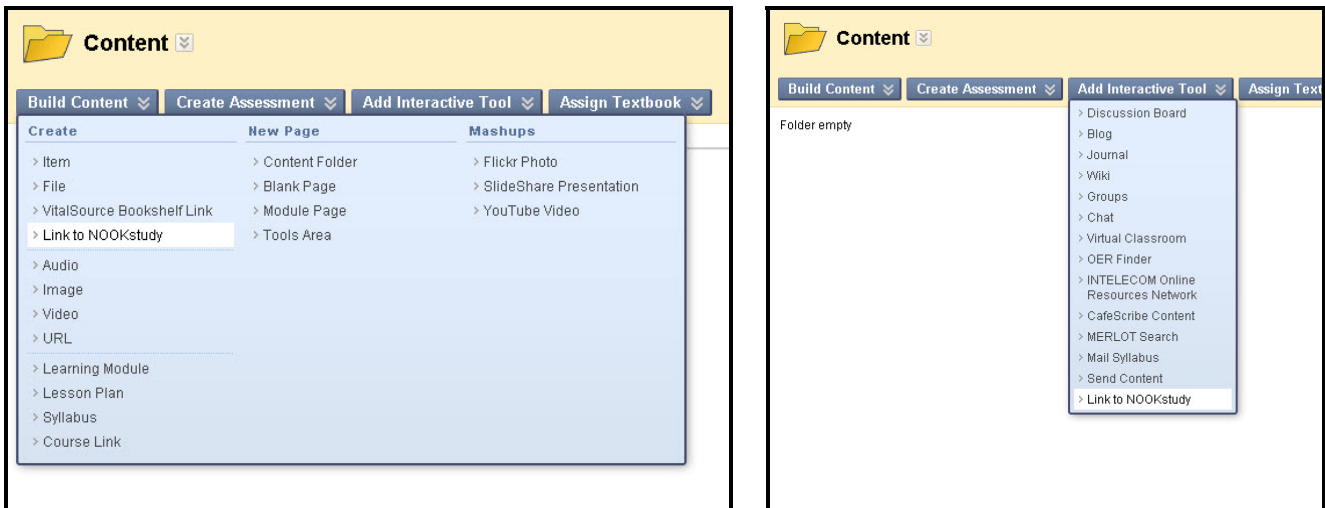 Content
Build Content
Create Assessment
Add Interactive Tool
Assign Textbook
Create
Item
File
VitalSource Bookshelf Link
Link to NOOKstudy
Audio
Image
Video
URL
Learning Module
Lesson Plan
Syllabus
Course Link
New Page
Content Folder
Blank Page
Module Page
Tools Area
Mashups
Flickr Photo
SlideShare Presentation
YouTube Video
Content
Build Content
Create Assessment
Add Interactive Tool
Assign Text
Folder empty
Discussion Board
Blog
Journal
Wiki
Groups
Chat
Virtual Classroom
OER Finder
INTELECOM Online
Resources Network
CafeScribe Content
MERLOT Search
Mail Syllabus
Send Content
Link to NOOKstudy